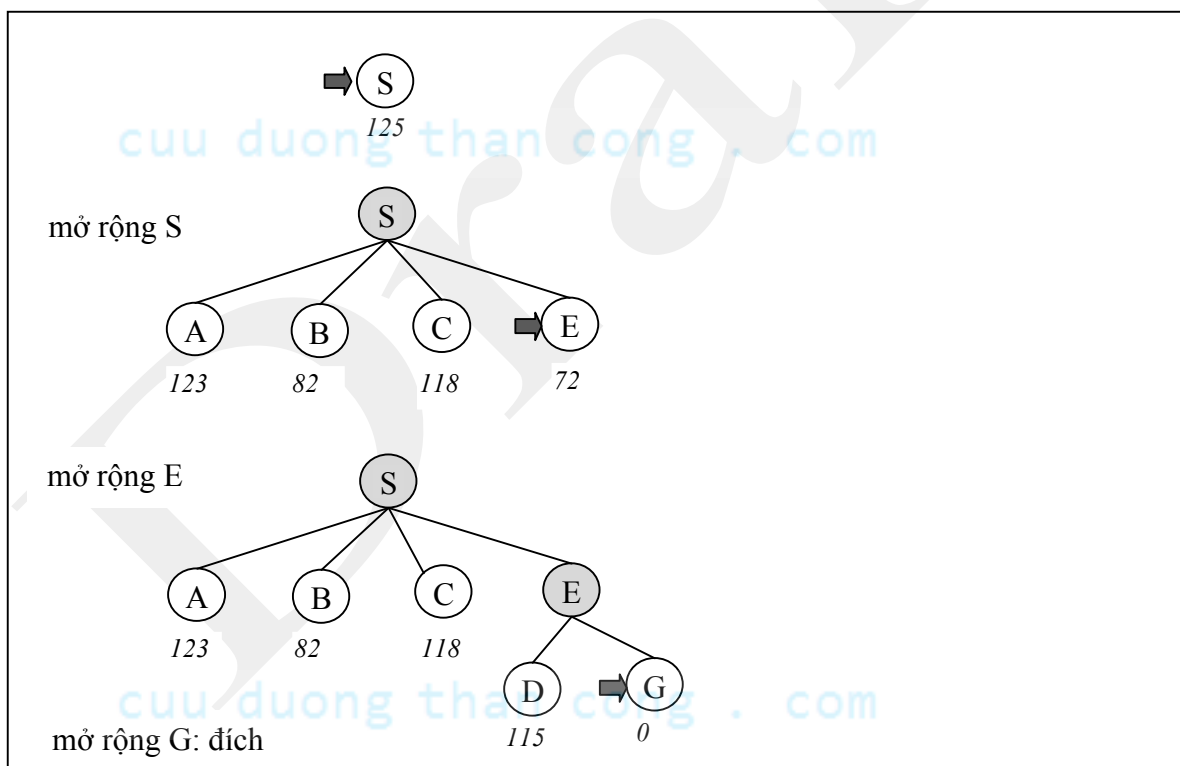 S
125
cuu duong than cong . com
S
mở rộng S
A B C E
123 82 118 72
mở rộng E
S
A B C E
123 82 118
D G
cuu duong than cong . com
115 0
mở rộng G: đích